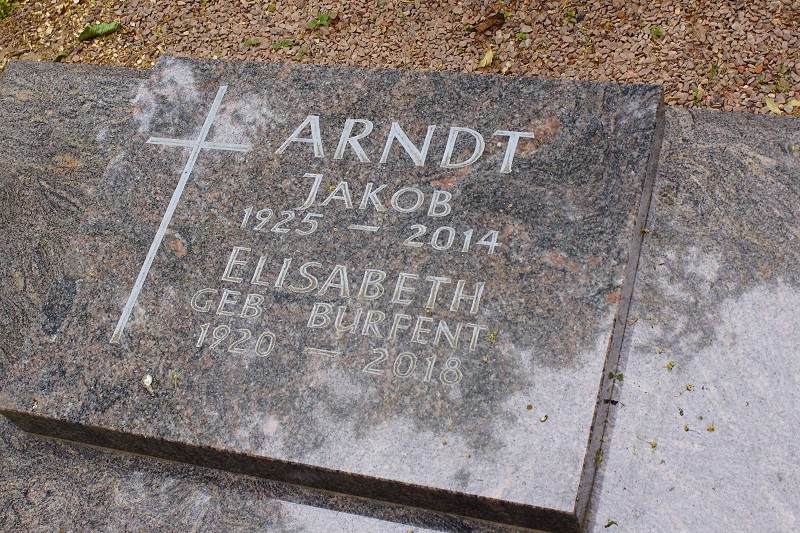 ARNDT
JAKOB
1925 — 2014
ELISABETH
GEB BURFENT
1920 — 2018